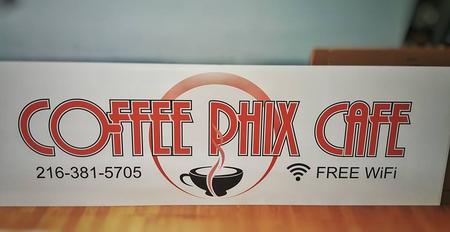 COFFEE PHIX CAFE
216-381-5705 FREE WiFi